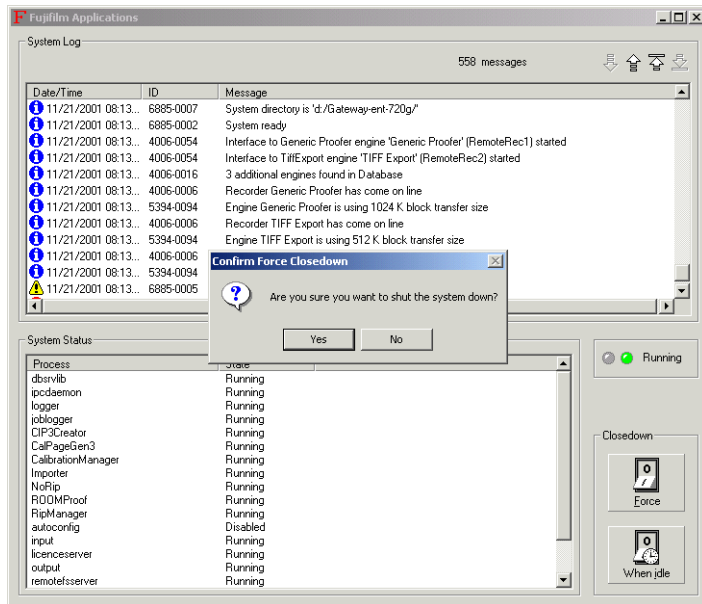 Fujifilm Applications
System Log
558 messages
Date/Time ID Message
11/21/2001 08:13... 6885-0007 System directory is 'd:/Gateway-ent-720g/'
11/21/2001 08:13... 6885-0002 System ready
11/21/2001 08:13... 4006-0054 Interface to Generic Proofer engine 'Generic Proofer' (RemoteRec1) started
11/21/2001 08:13... 4006-0054 Interface to TiffExport engine 'TIFF Export' (RemoteRec2) started
11/21/2001 08:13... 4006-0016 3 additional engines found in Database
11/21/2001 08:13... 4006-0006 Recorder Generic Proofer has come on line
11/21/2001 08:13... 5394-0094 Engine Generic Proofer is using 1024 K block transfer size
11/21/2001 08:13... 4006-0006 Recorder TIFF Export has come on line
11/21/2001 08:13... 5394-0094 Engine TIFF Export is using 512 K block transfer size
11/21/2001 08:13... 4006-0006
11/21/2001 08:13... 5394-0094
11/21/2001 08:13... 6885-0005
Confirm Force Closedown
Are you sure you want to shut the system down?
Yes No
System Status
Process State
dbsrvlib Running
ipcdaemon Running
logger Running
joblogger Running
CIP3Creator Running
CalPageGen3 Running
CalibrationManager Running
Importer Running
NoRip Running
ROOMProof Running
RipManager Running
autoconfig Disabled
input Running
licenceserver Running
output Running
remotefsserver Running
Running
Closedown
Force
When idle